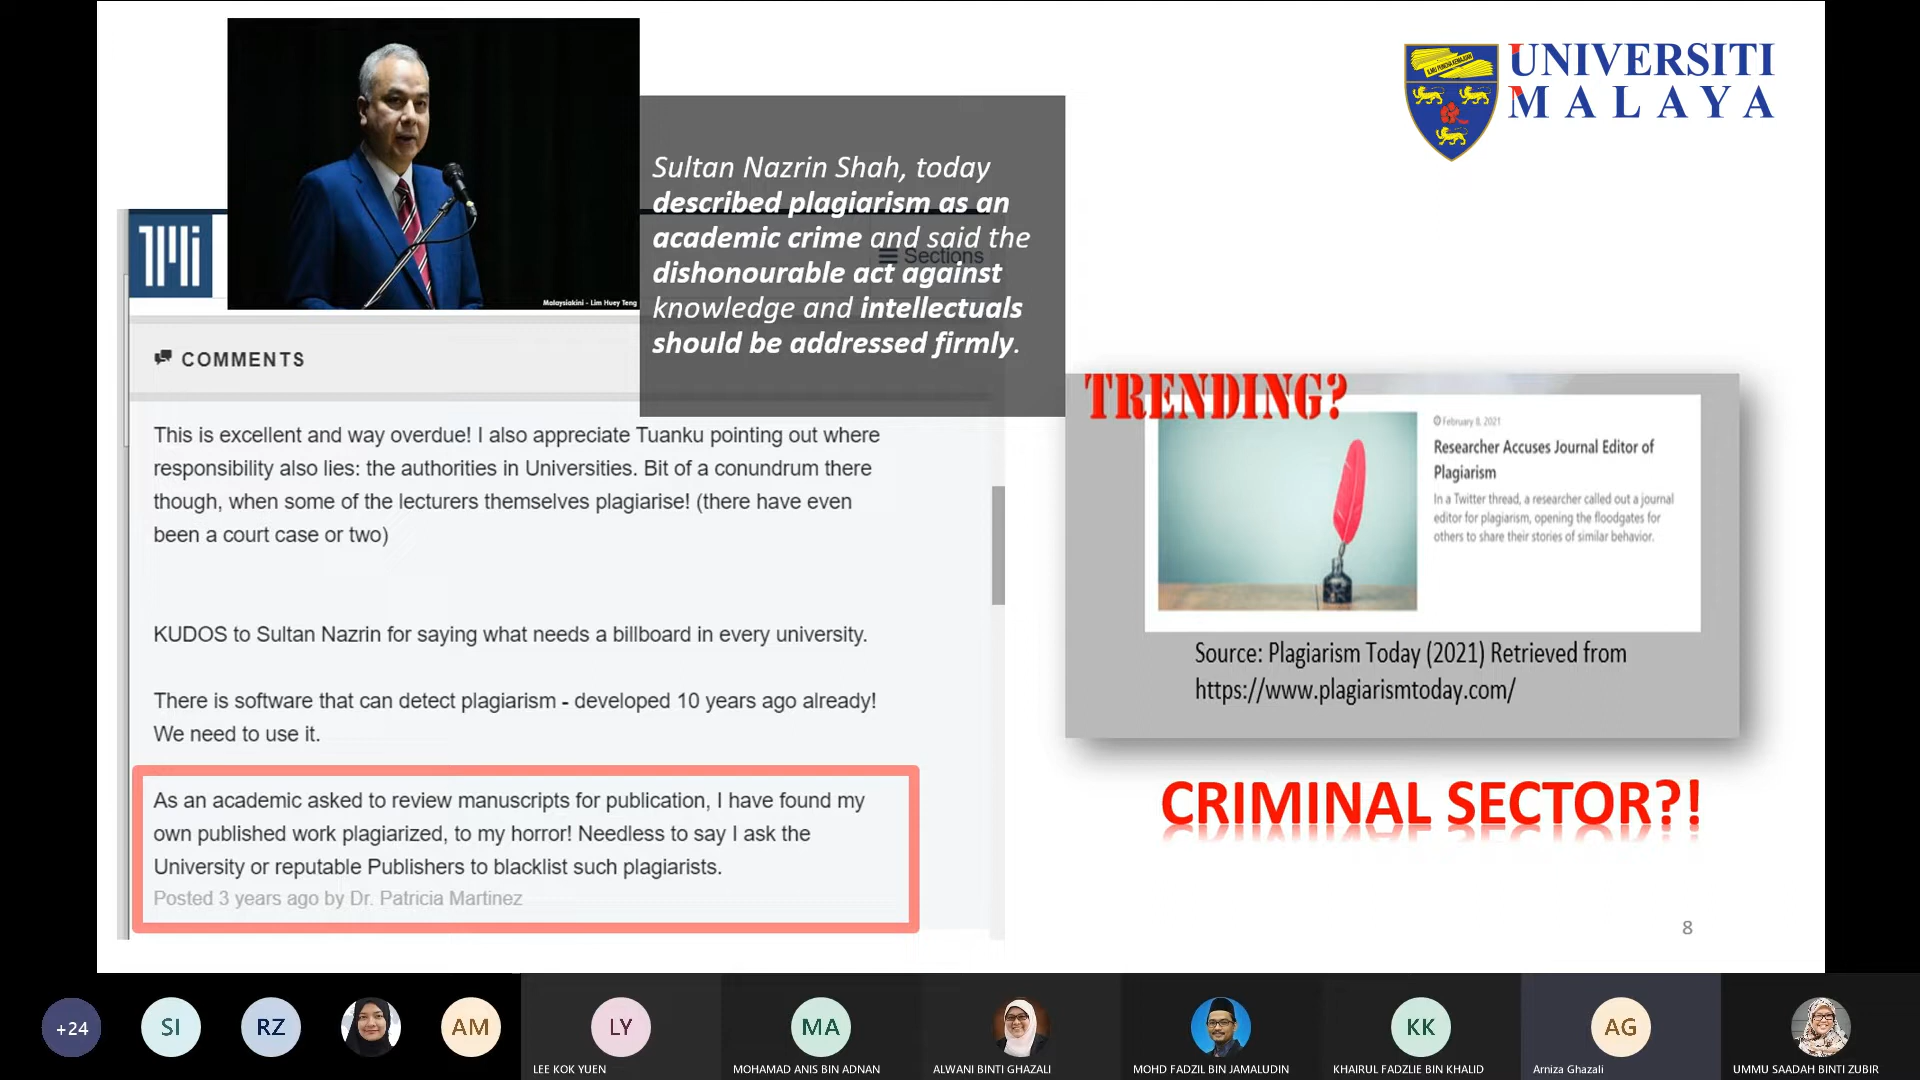 UNIVERSITI
MALAYA
ILMU PUNCA KEMAJUAN
Malaysiakini - Lim Huey Teng
Sultan Nazrin Shah, today
described plagiarism as an
academic crime and said the
dishonourable act against
knowledge and intellectuals
should be addressed firmly.
Sections
TMI
COMMENTS
This is excellent and way overdue! I also appreciate Tuanku pointing out where
responsibility also lies: the authorities in Universities. Bit of a conundrum there
though, when some of the lecturers themselves plagiarise! (there have even
been a court case or two)
KUDOS to Sultan Nazrin for saying what needs a billboard in every university.
There is software that can detect plagiarism - developed 10 years ago already!
We need to use it.
As an academic asked to review manuscripts for publication, I have found my
own published work plagiarized, to my horror! Needless to say I ask the
University or reputable Publishers to blacklist such plagiarists.
Posted 3 years ago by Dr. Patricia Martinez
TRENDING?
February 8, 2021
Researcher Accuses Journal Editor of
Plagiarism
In a Twitter thread, a researcher called out a journal
editor for plagiarism, opening the floodgates for
others to share their stories of similar behavior.
Source: Plagiarism Today (2021) Retrieved from
https://www.plagiarismtoday.com/
CRIMINAL SECTOR?!
8
+24
SI
RZ
AM
LY
LEE KOK YUEN
MA
MOHAMAD ANIS BIN ADNAN
ALWANI BINTI GHAZALI
MOHD FADZIL BIN JAMALUDIN
KK
KHAIRUL FADZLIE BIN KHALID
AG
Arniza Ghazali
UMMU SAADAH BINTI ZUBIR